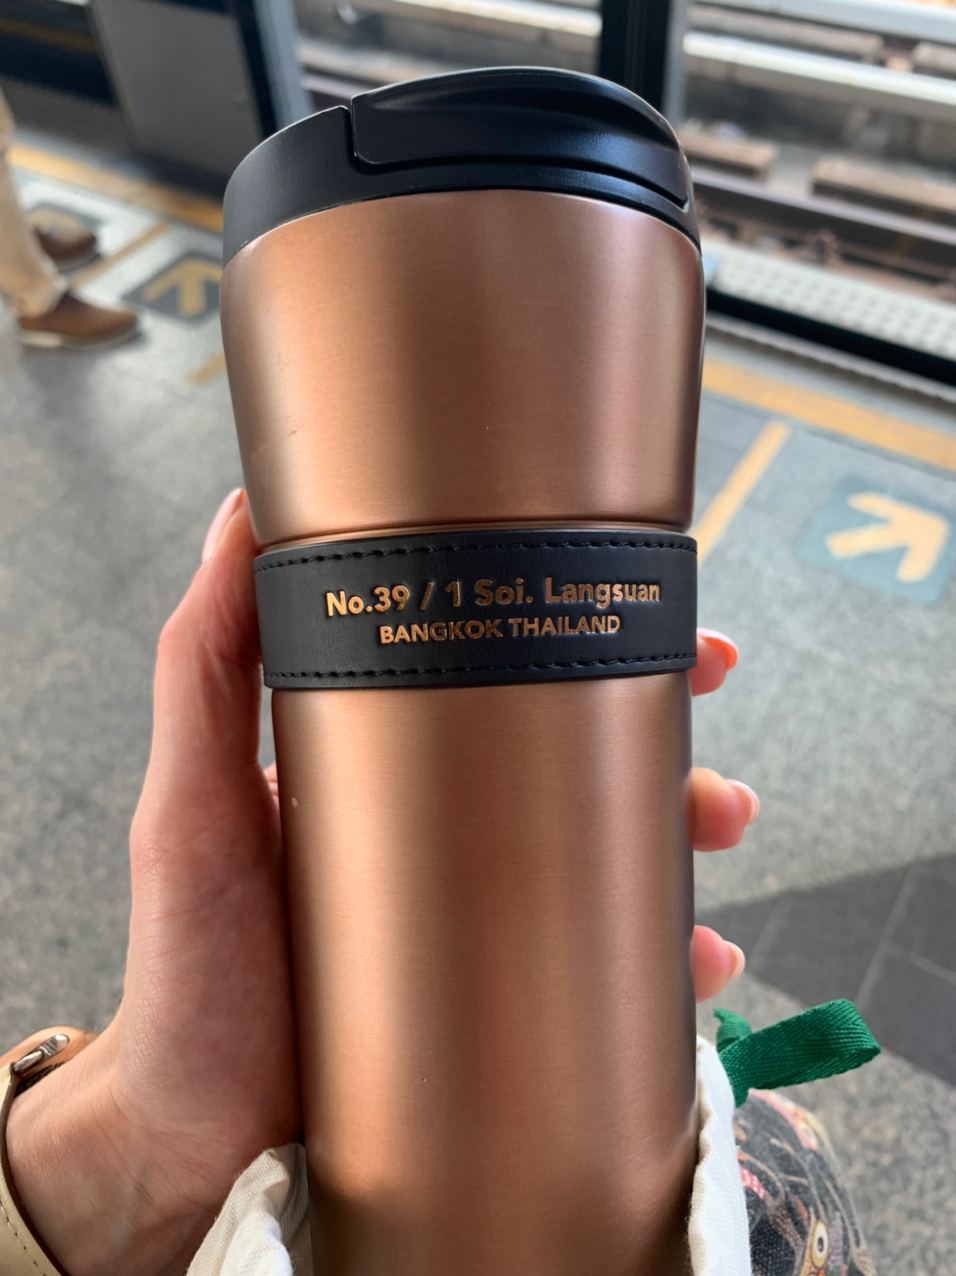 No.39 / 1 Soi. Langsuan
BANGKOK THAILAND